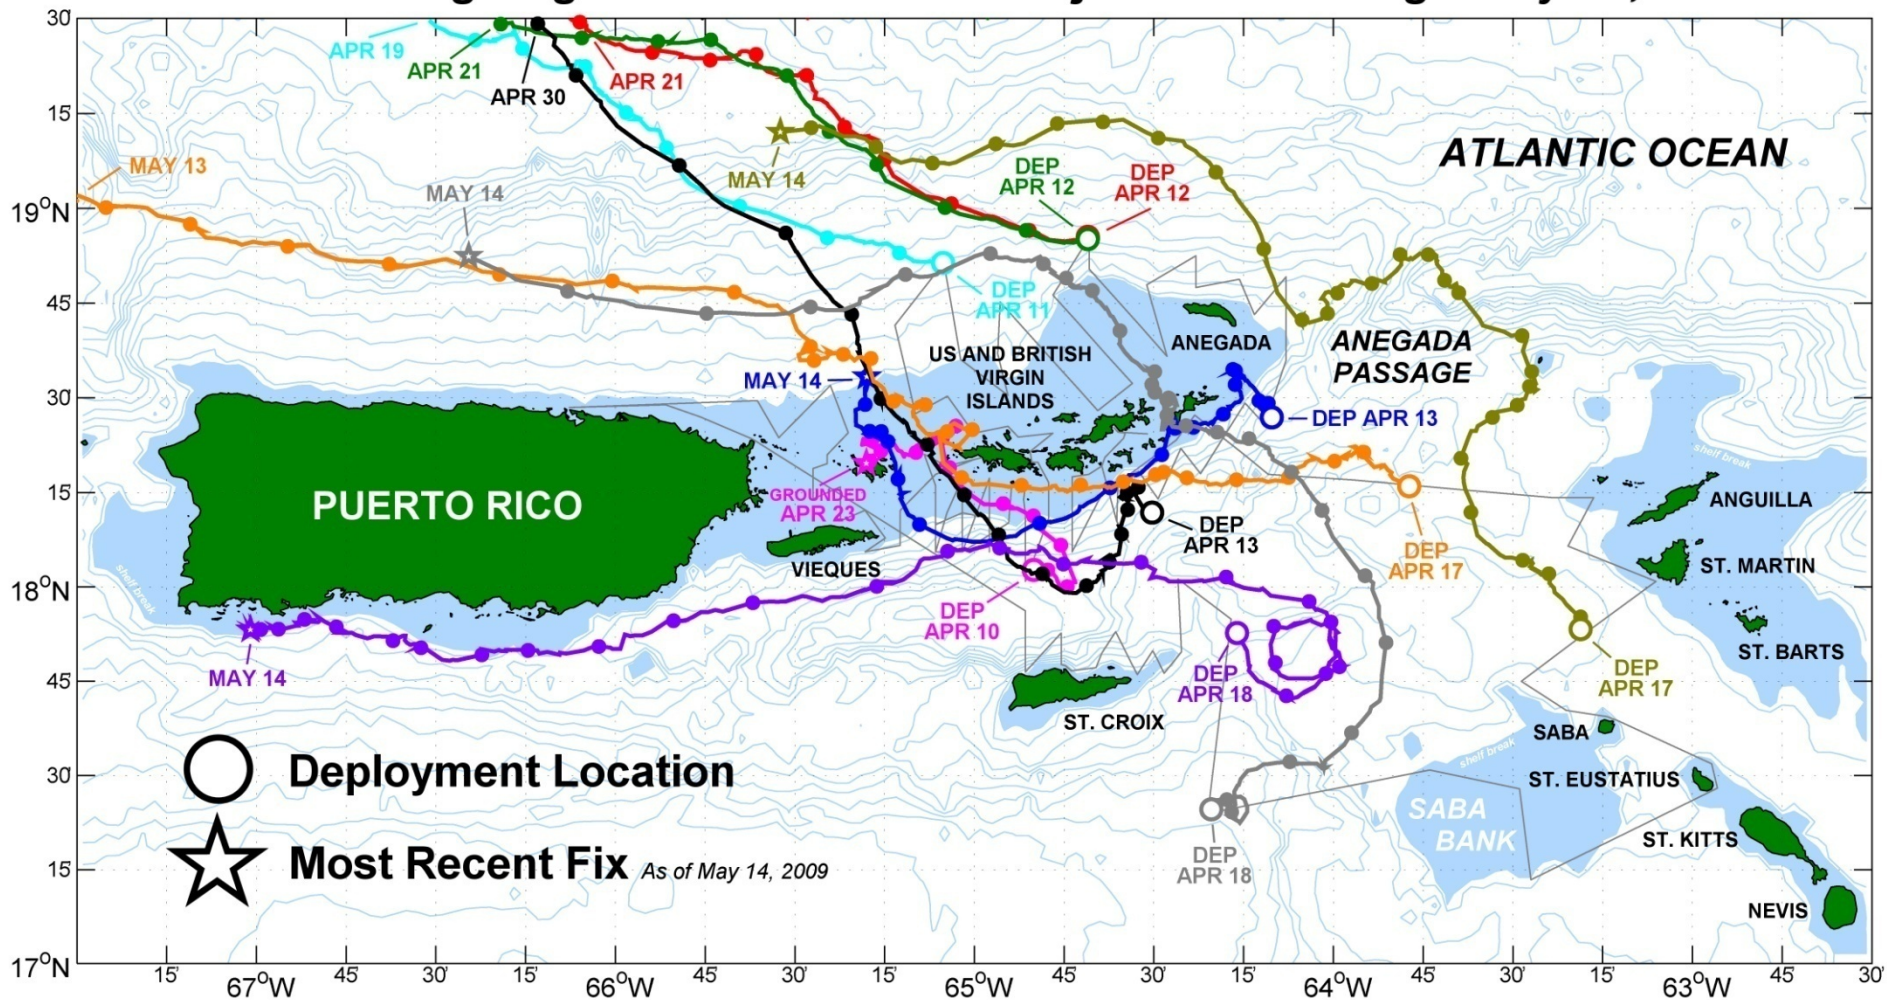 30'
APR 19
APR 21
APR 30
APR 21
15
ATLANTIC OCEAN
MAY 13
MAY 14
MAY 14
DEP
APR 12
DEP
APR 12
19°N
DEP
APR 11
45
ANEGADA
ANEGADA
PASSAGE
US AND BRITISH
VIRGIN
ISLANDS
MAY 14
30'
DEP APR 13
shelf break
15
PUERTO RICO
GROUNDED
APR 23
ANGUILLA
DEP
APR 13
DEP
APR 17
VIEQUES
ST. MARTIN
shelf break
18°N
DEP
APR 10
ST. BARTS
MAY 14
DEP
APR 18
DEP
APR 17
45
ST. CROIX
SABA
shelf break
Deployment Location
30'
ST. EUSTATIUS
SABA
BANK
ST. KITTS
Most Recent Fix As of May 14, 2009
DEP
APR 18
15
NEVIS
17°N
15' 67°W 45 30' 15' 66°W 45 30' 15' 65°W 45 30' 15' 64°W 45 30' 15' 63°W 45 30'